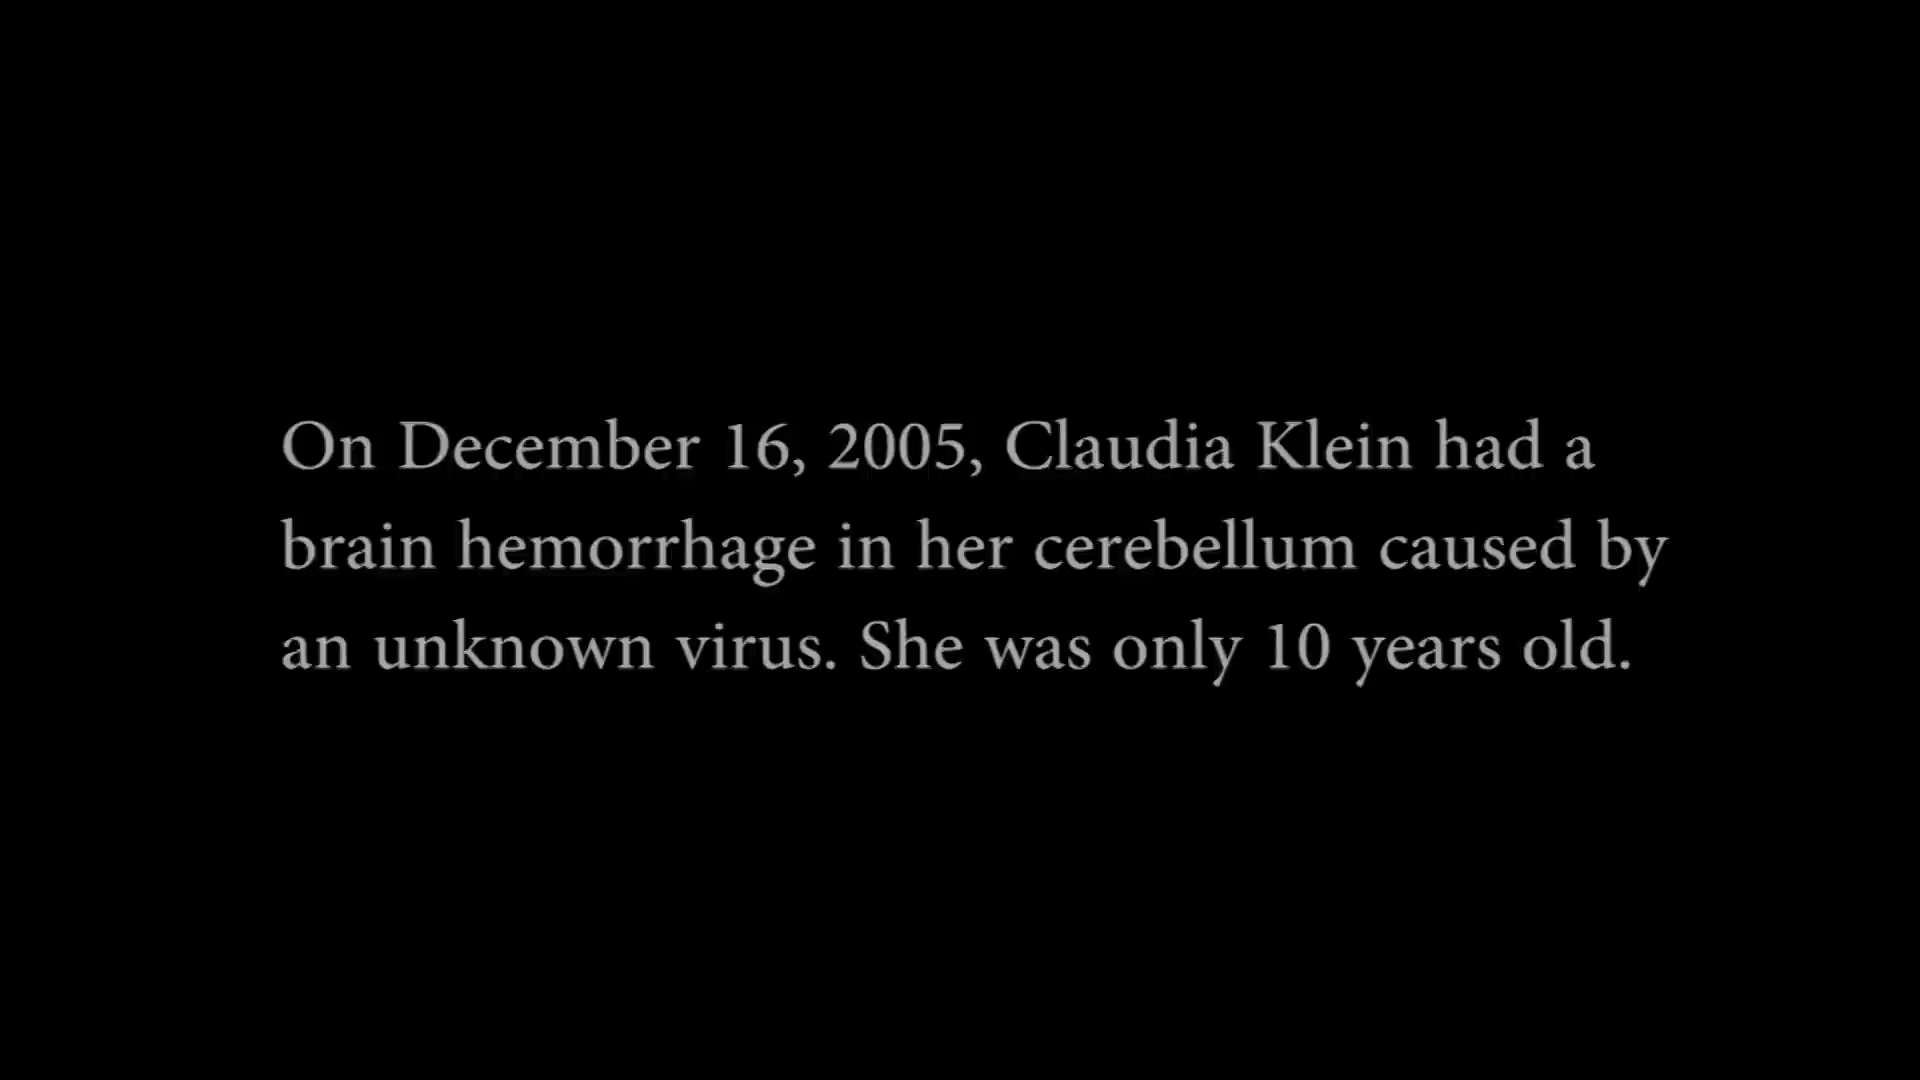 On December 16, 2005, Claudia Klein had a
brain hemorrhage in her cerebellum caused by
an unknown virus. She was only 10 years old.